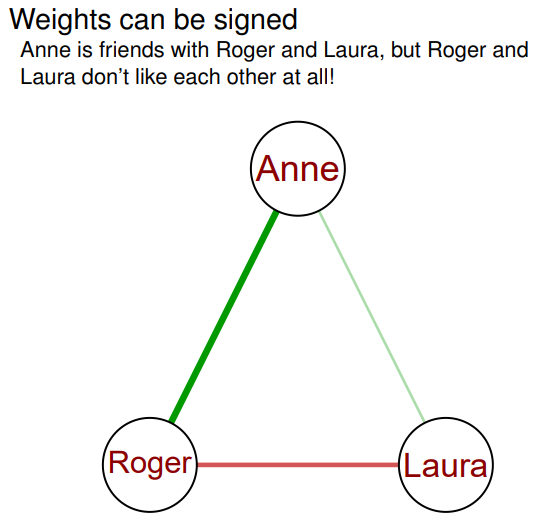 Weights can be signed
Anne is friends with Roger and Laura, but Roger and
Laura don’t like each other at all!
Anne
Roger
Laura